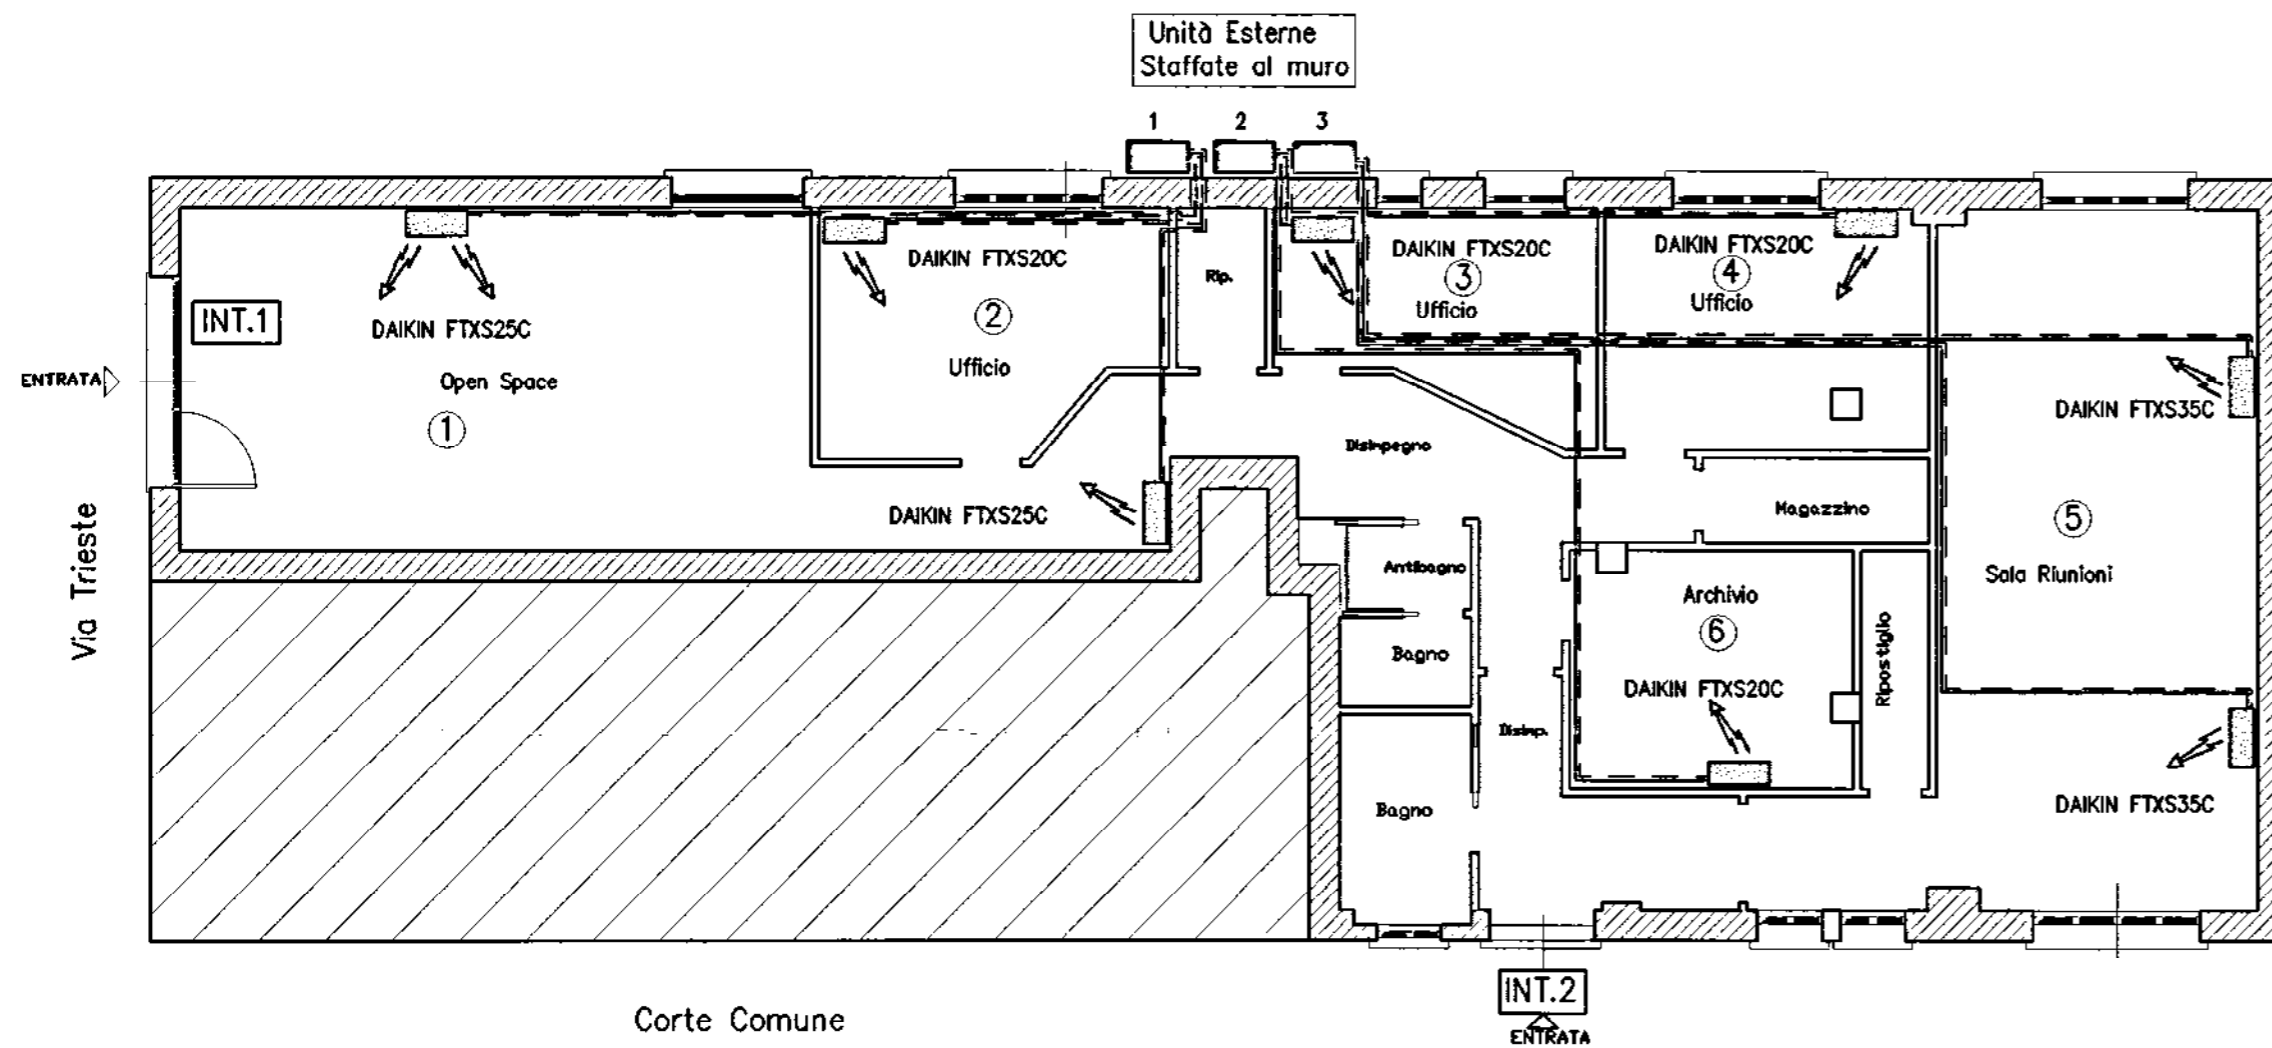 Unità Esterne
Staffate al muro
1
2
3
DAIKIN FTXS20C
DAIKIN FTXS20C
DAIKIN FTXS20C
Rip.
3
4
2
Ufficio
Ufficio
INT.1
DAIKIN FTXS25C
Ufficio
ENTRATA
Open Space
1
DAIKIN FTXS35C
Disimpegno
DAIKIN FTXS25C
Magazzino
5
Via Trieste
Antibagno
Sala Riunioni
Archivio
6
Bagno
Ripostiglio
DAIKIN FTXS20C
Disimp.
Bagno
DAIKIN FTXS35C
INT.2
Corte Comune
ENTRATA